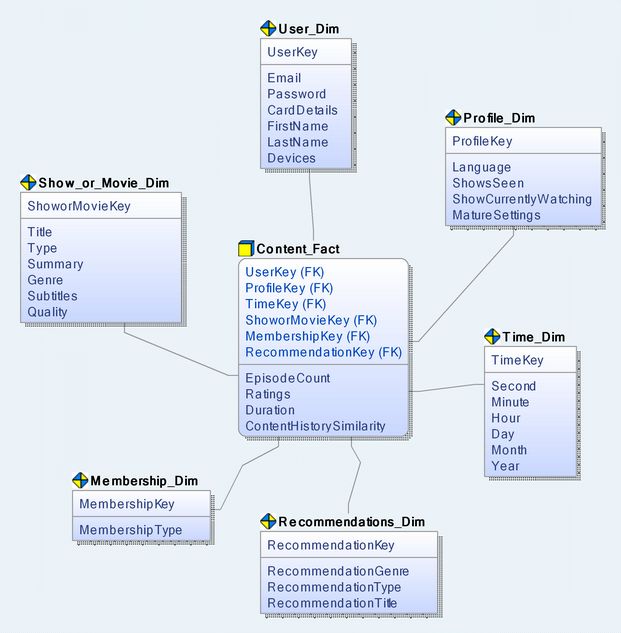 User_Dim
UserKey
Email
Password
CardDetails
FirstName
LastName
Devices
Profile_Dim
ProfileKey
Language
ShowsSeen
ShowCurrentlyWatching
MatureSettings
Show_or_Movie_Dim
ShoworMovieKey
Title
Type
Summary
Genre
Subtitles
Quality
Content_Fact
UserKey (FK)
ProfileKey (FK)
TimeKey (FK)
ShoworMovieKey (FK)
MembershipKey (FK)
RecommendationKey (FK)
EpisodeCount
Ratings
Duration
ContentHistorySimilarity
Time_Dim
TimeKey
Second
Minute
Hour
Day
Month
Year
Membership_Dim
MembershipKey
MembershipType
Recommendations_Dim
RecommendationKey
RecommendationGenre
RecommendationType
RecommendationTitle